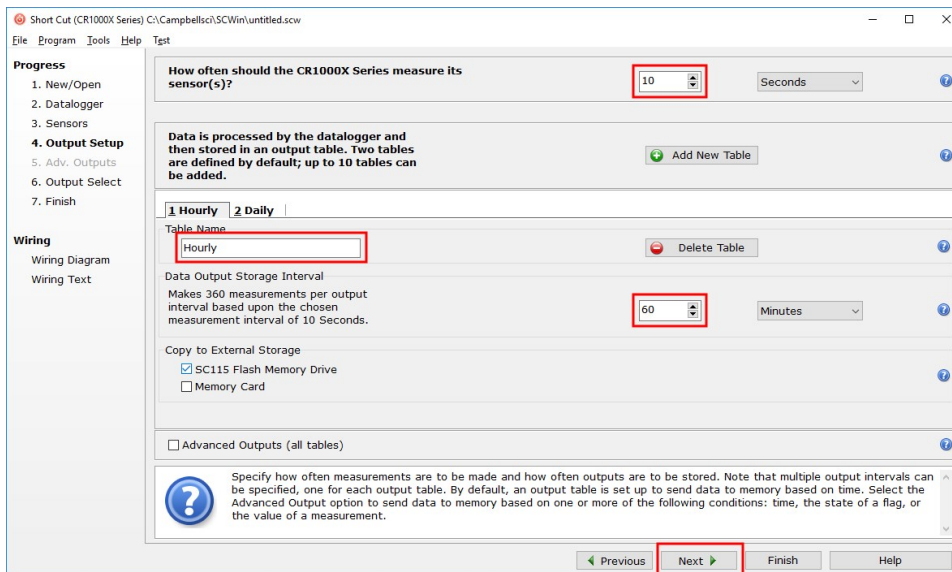 Short Cut (CR1000X Series) C:\Campbellsci\SCWin\untitled.scw
File Program Tools Help Test
Progress
1. New/Open
2. Datalogger
3. Sensors
4. Output Setup
5. Adv. Outputs
6. Output Select
7. Finish
Wiring
Wiring Diagram
Wiring Text
How often should the CR1000X Series measure its
sensor(s)?
10
Seconds
Data is processed by the datalogger and
then stored in an output table. Two tables
are defined by default; up to 10 tables can
be added.
Add New Table
1 Hourly 2 Daily
Table Name
Hourly
Delete Table
Data Output Storage Interval
Makes 360 measurements per output
interval based upon the chosen
measurement interval of 10 Seconds.
60
Minutes
Copy to External Storage
SC115 Flash Memory Drive
Memory Card
Advanced Outputs (all tables)
Specify how often measurements are to be made and how often outputs are to be stored. Note that multiple output intervals can
be specified, one for each output table. By default, an output table is set up to send data to memory based on time. Select the
Advanced Output option to send data to memory based on one or more of the following conditions: time, the state of a flag, or
the value of a measurement.
Previous Next Finish Help